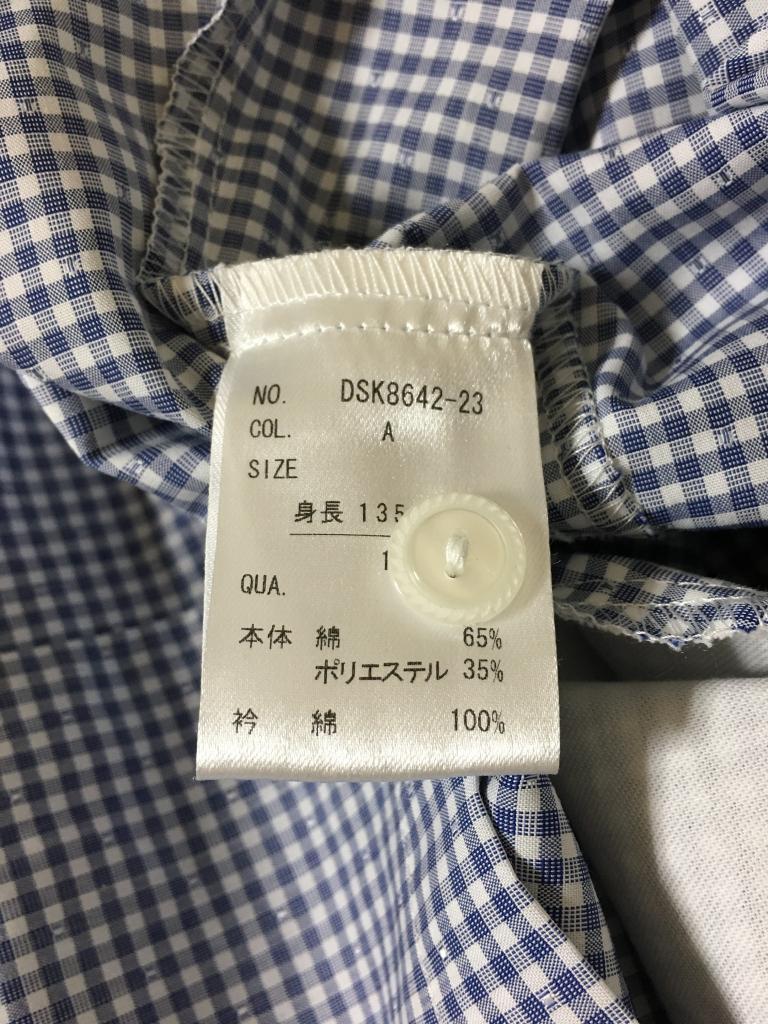 NO. DSK8642-23
COL. A
SIZE
身長 135
1
QUA.
本体 綿 65%
ポリエステル 35%
衿 綿 100%